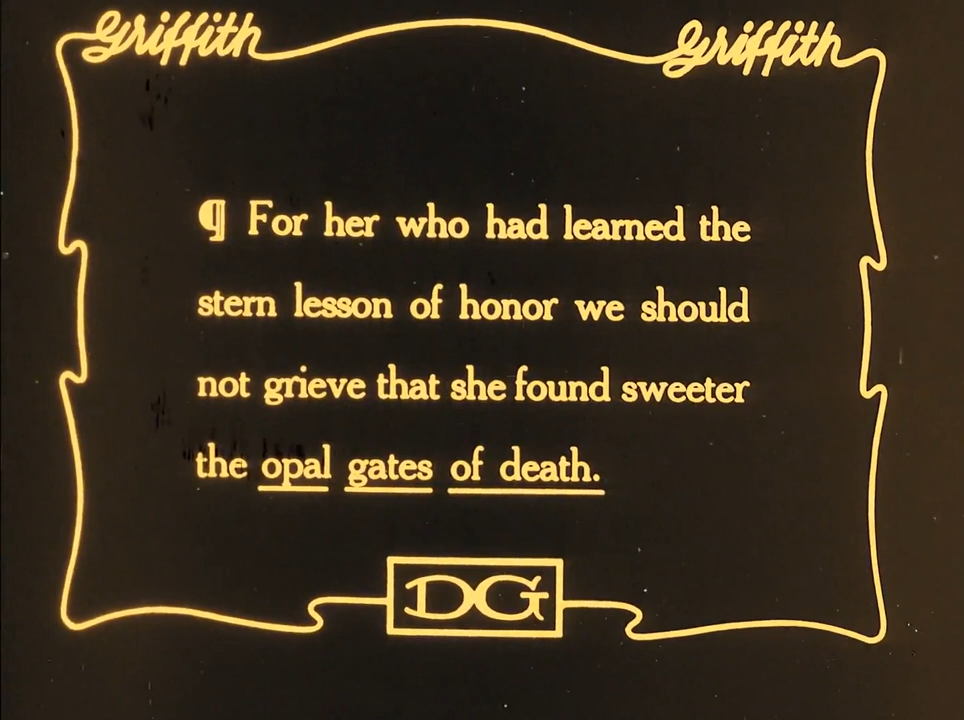 Griffith Griffith
¶ For her who had learned the
stern lesson of honor we should
not grieve that she found sweeter
the opal gates of death.
DG